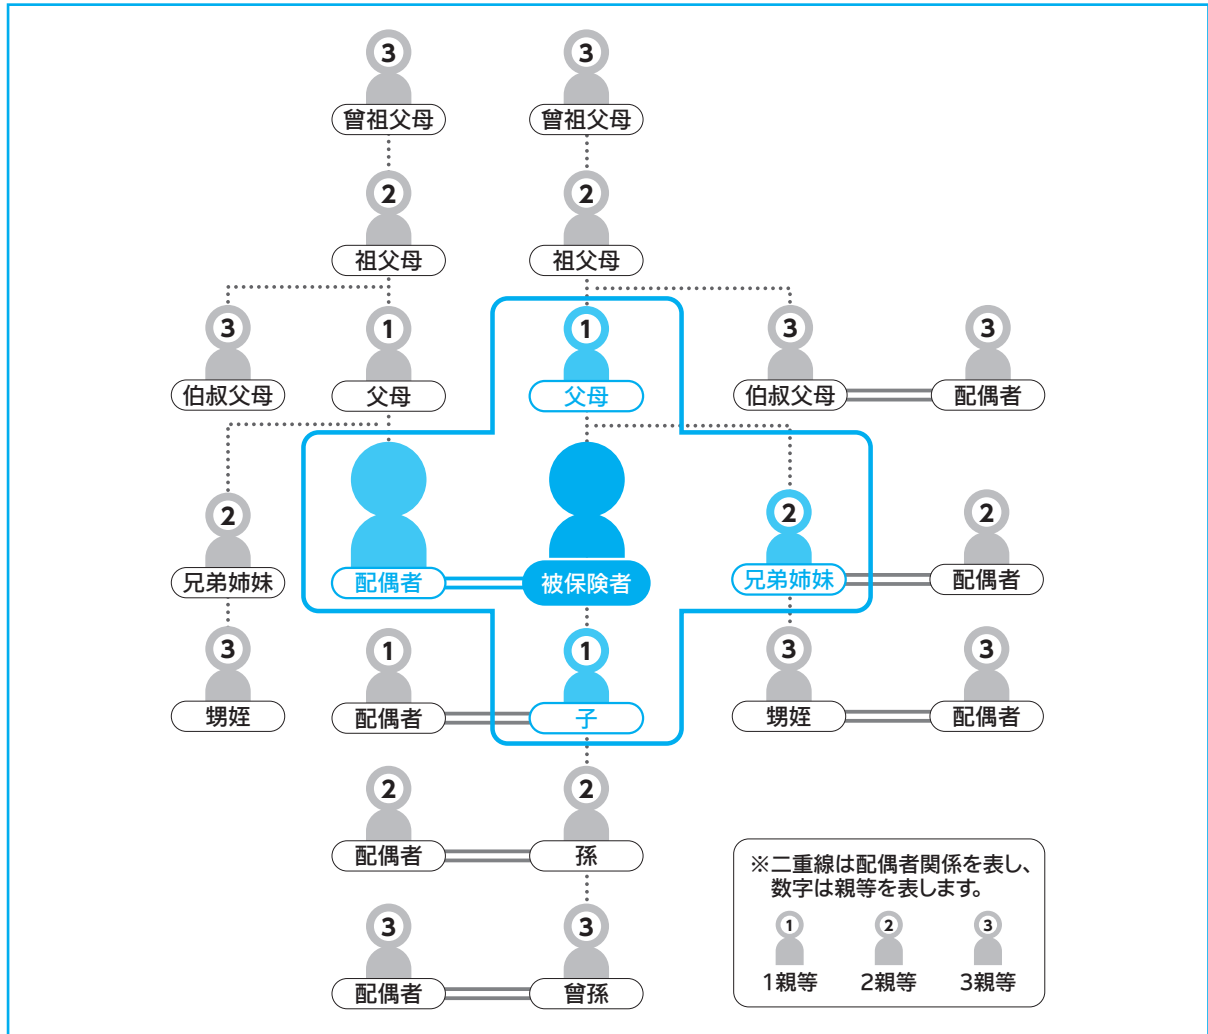 3 3
曾祖父母 曾祖父母
2 2
祖父母 祖父母
3 1 1 3 3
伯叔父母 父母 父母 伯叔父母 配偶者
2 2 2
兄弟姉妹 配偶者 被保険者 兄弟姉妹 配偶者
3 1 1 3 3
甥姪 配偶者 子 甥姪 配偶者
2 2
配偶者 孫
3 3
配偶者 曾孫
※二重線は配偶者関係を表し、
数字は親等を表します。
1 2 3
1親等 2親等 3親等